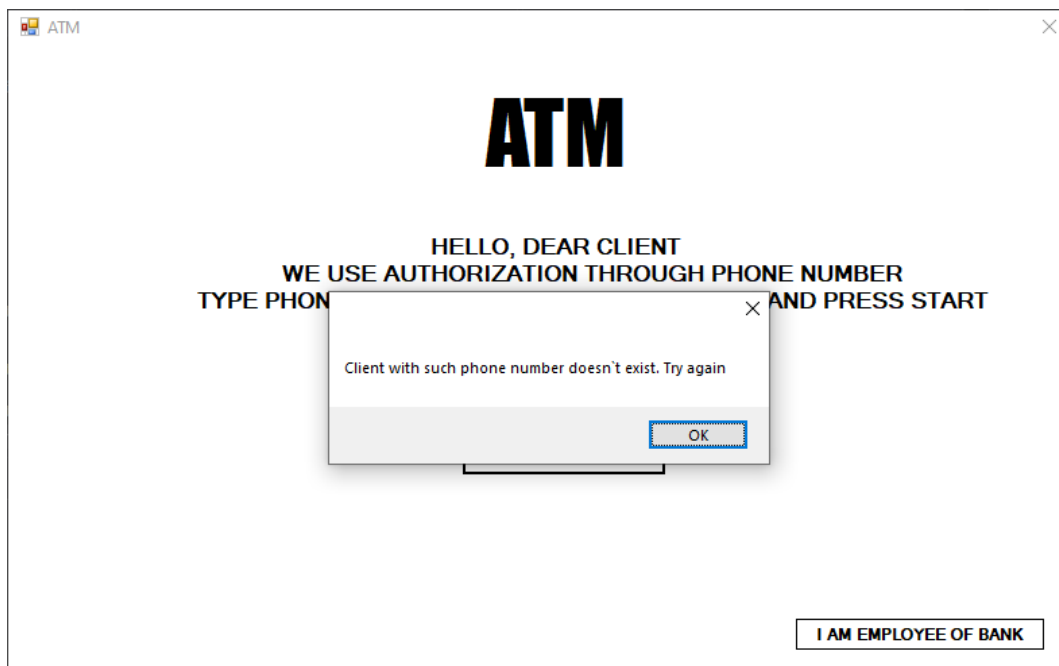 ATM
ATM
HELLO, DEAR CLIENT
WE USE AUTHORIZATION THROUGH PHONE NUMBER
TYPE AND PRESS START
Client with such phone number doesn`t exist. Try again
OK
I AM EMPLOYEE OF BANK